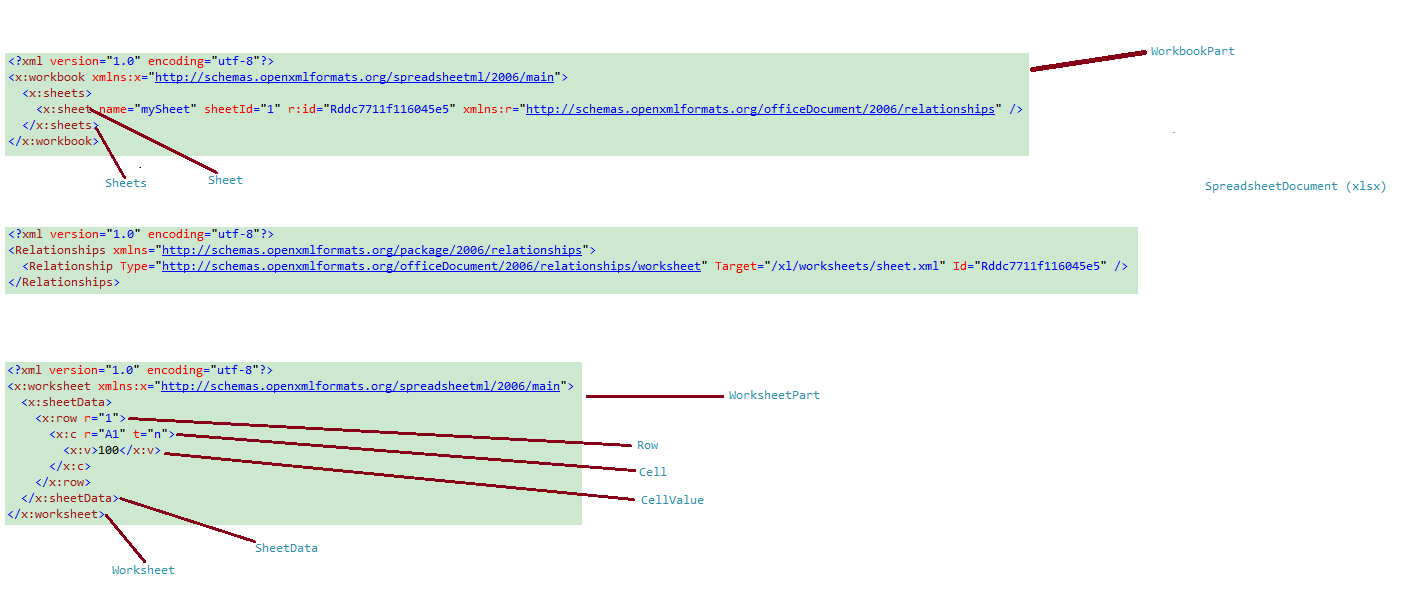 WorkbookPart
<?xml version="1.0" encoding="utf-8"?>
<x:workbook xmlns:x="http://schemas.openxmlformats.org/spreadsheetml/2006/main">
<x:sheets>
<x:sheet name="mySheet" sheetId="1" r:id="Rddc7711f116045e5" xmlns:r="http://schemas.openxmlformats.org/officeDocument/2006/relationships" />
</x:sheets>
</x:workbook>
Sheets
Sheet
SpreadsheetDocument (xlsx)
<?xml version="1.0" encoding="utf-8"?>
<Relationships xmlns="http://schemas.openxmlformats.org/package/2006/relationships">
<Relationship Type="http://schemas.openxmlformats.org/officeDocument/2006/relationships/worksheet" Target="/xl/worksheets/sheet.xml" Id="Rddc7711f116045e5" />
</Relationships>
<?xml version="1.0" encoding="utf-8"?>
<x:worksheet xmlns:x="http://schemas.openxmlformats.org/spreadsheetml/2006/main">
WorksheetPart
<x:sheetData>
<x:row r="1">
<x:c r="A1" t="n">
Row
<x:v>100</x:v>
</x:c>
Cell
</x:row>
</x:sheetData>
CellValue
</x:worksheet>
SheetData
Worksheet